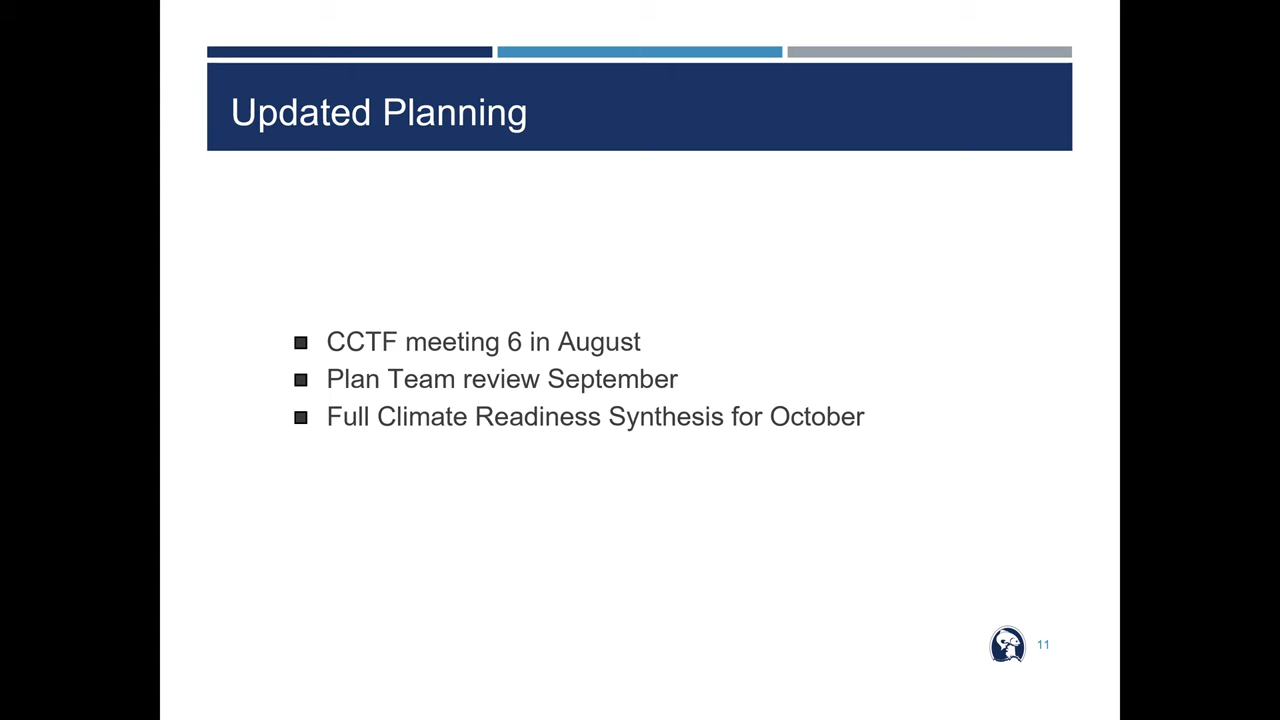 Updated Planning
CCTF meeting 6 in August
Plan Team review September
Full Climate Readiness Synthesis for October
11